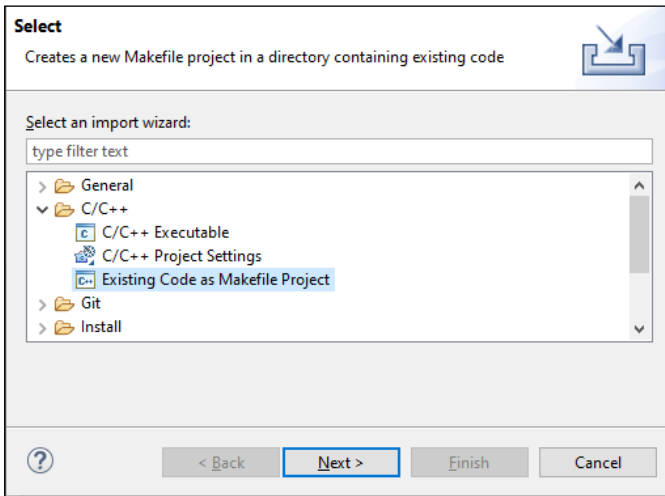 Select
Creates a new Makefile project in a directory containing existing code
Select an import wizard:
type filter text
General
C/C++
C/C++ Executable
C/C++ Project Settings
Existing Code as Makefile Project
Git
Install
? < Back Next > Finish Cancel